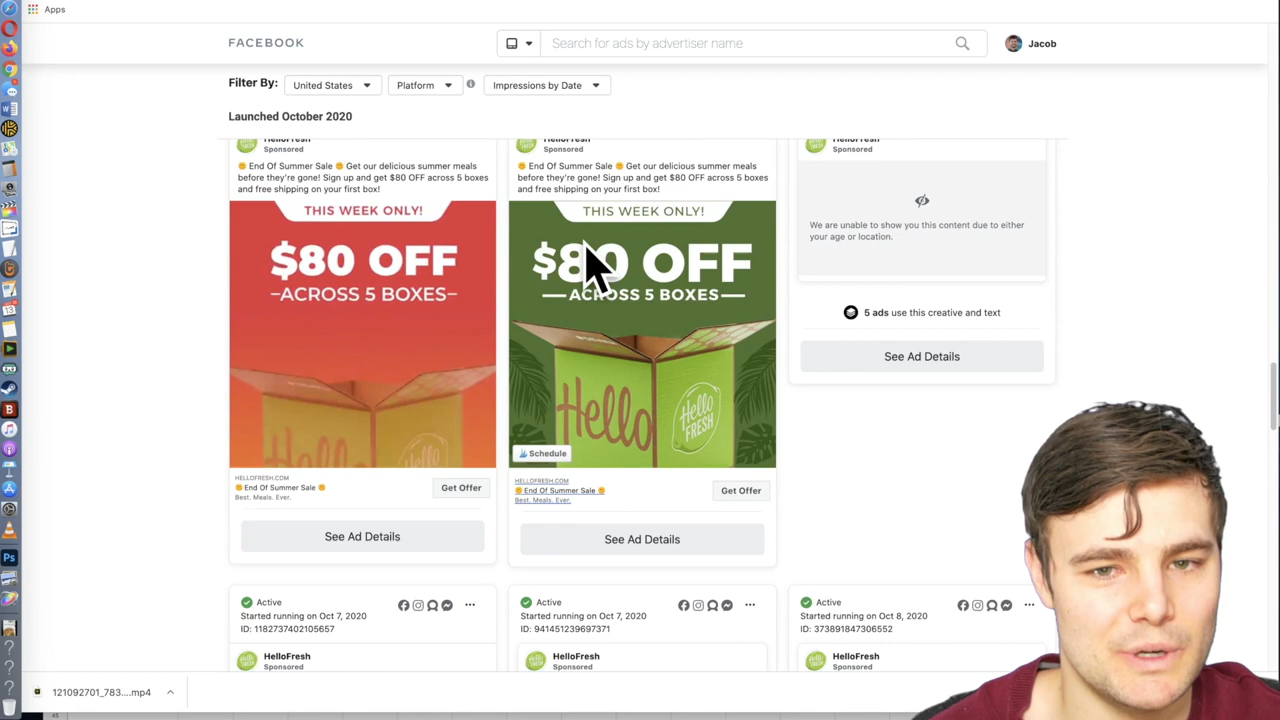 Apps
FACEBOOK
Search for ads by advertiser name
Jacob
Filter By:
United States
Platform
Impressions by Date
Launched October 2020
HelloFresh
Sponsored
🌞 End Of Summer Sale 🌞 Get our delicious summer meals
before they're gone! Sign up and get $80 OFF across 5 boxes
and free shipping on your first box!
THIS WEEK ONLY!
$80 OFF
–ACROSS 5 BOXES–
Hello
HELLOFRESH.COM
🌞End Of Summer Sale 🌞
Best. Meals. Ever.
Get Offer
See Ad Details
HelloFresh
Sponsored
🌞 End Of Summer Sale 🌞 Get our delicious summer meals
before they're gone! Sign up and get $80 OFF across 5 boxes
and free shipping on your first box!
THIS WEEK ONLY!
$80 OFF
— ACROSS 5 BOXES —
Hello
HELLO
FRESH
Schedule
HELLOFRESH.COM
🌞End Of Summer Sale 🌞
Best. Meals. Ever.
Get Offer
See Ad Details
HelloFresh
Sponsored
We are unable to show you this content due to either
your age or location.
5 ads use this creative and text
See Ad Details
Active
Started running on Oct 7, 2020
ID: 1182737402105657
HelloFresh
Sponsored
Active
Started running on Oct 7, 2020
ID: 941451239697371
HelloFresh
Sponsored
Active
Started running on Oct 8, 2020
ID: 373891847306552
HelloFresh
Sponsored
121092701_783....mp4
45